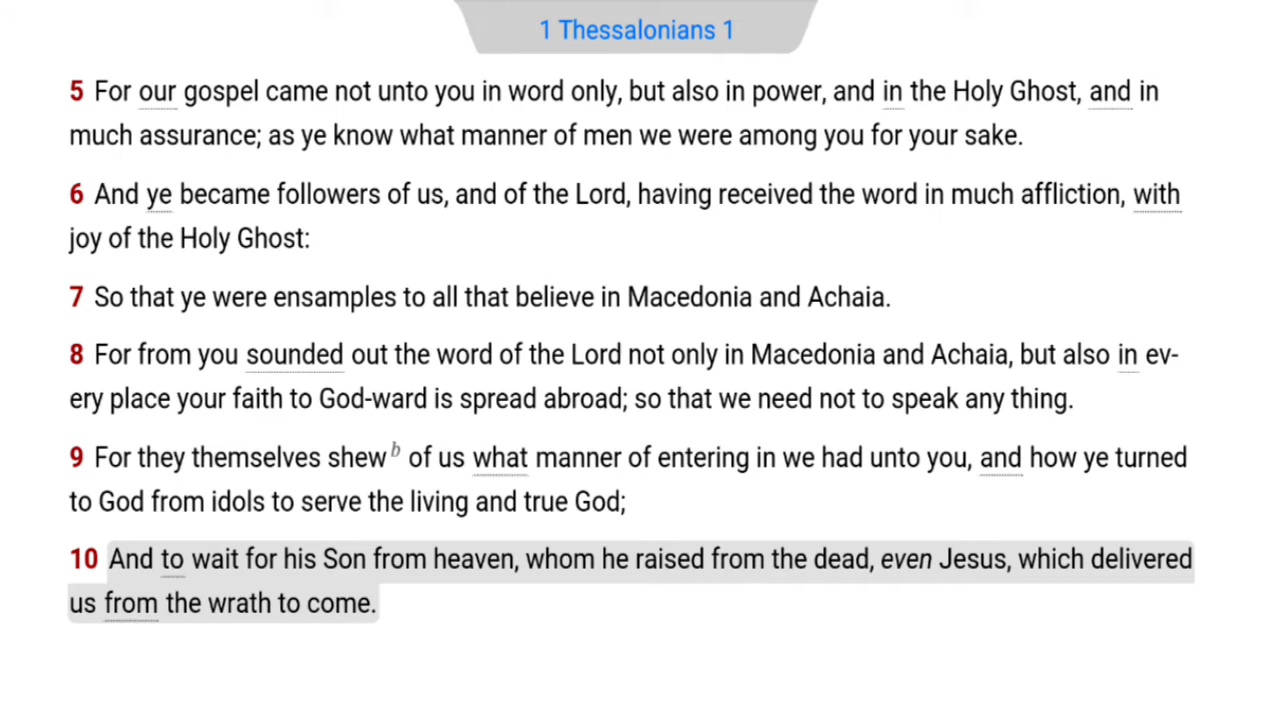 1 Thessalonians 1
5 For our gospel came not unto you in word only, but also in power, and in the Holy Ghost, and in
much assurance; as ye know what manner of men we were among you for your sake.
6 And ye became followers of us, and of the Lord, having received the word in much affliction, with
joy of the Holy Ghost:
7 So that ye were ensamples to all that believe in Macedonia and Achaia.
8 For from you sounded out the word of the Lord not only in Macedonia and Achaia, but also in ev-
ery place your faith to God-ward is spread abroad; so that we need not to speak any thing.
9 For they themselves shew b of us what manner of entering in we had unto you, and how ye turned
to God from idols to serve the living and true God;
10 And to wait for his Son from heaven, whom he raised from the dead, even Jesus, which delivered
us from the wrath to come.